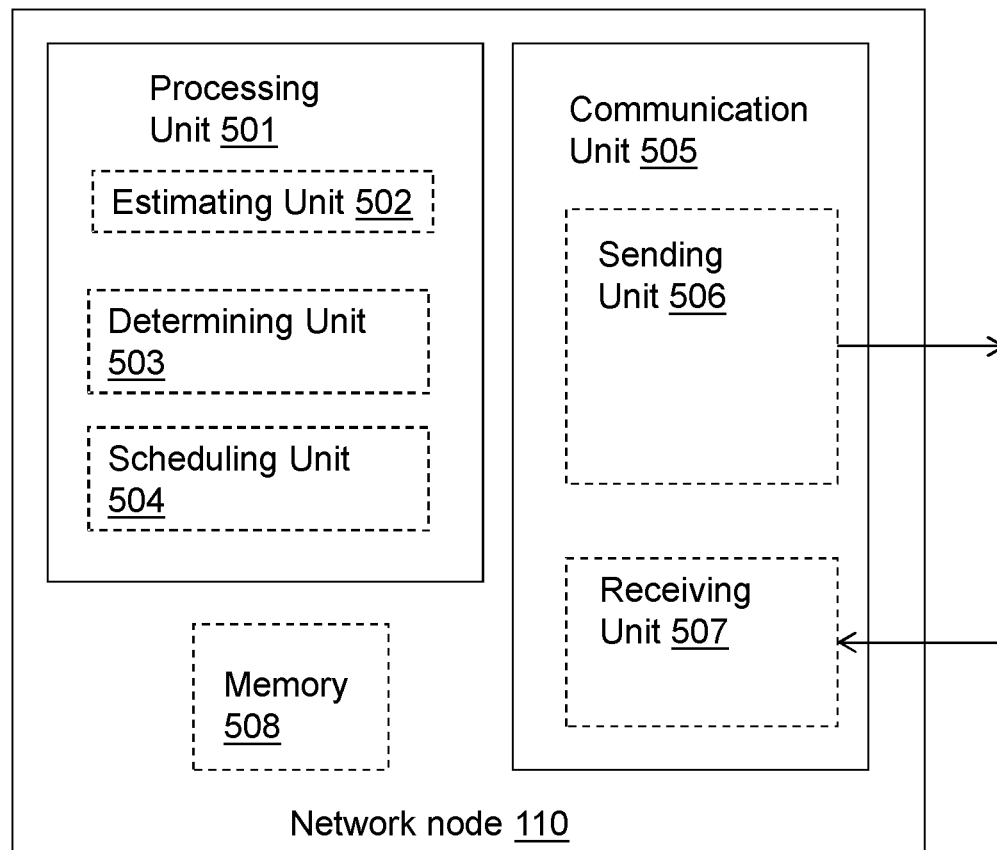 Processing
Unit 501
Estimating Unit 502
Determining Unit
503
Scheduling Unit
504
Communication
Unit 505
Sending
Unit 506
Receiving
Unit 507
Memory
508
Network node 110